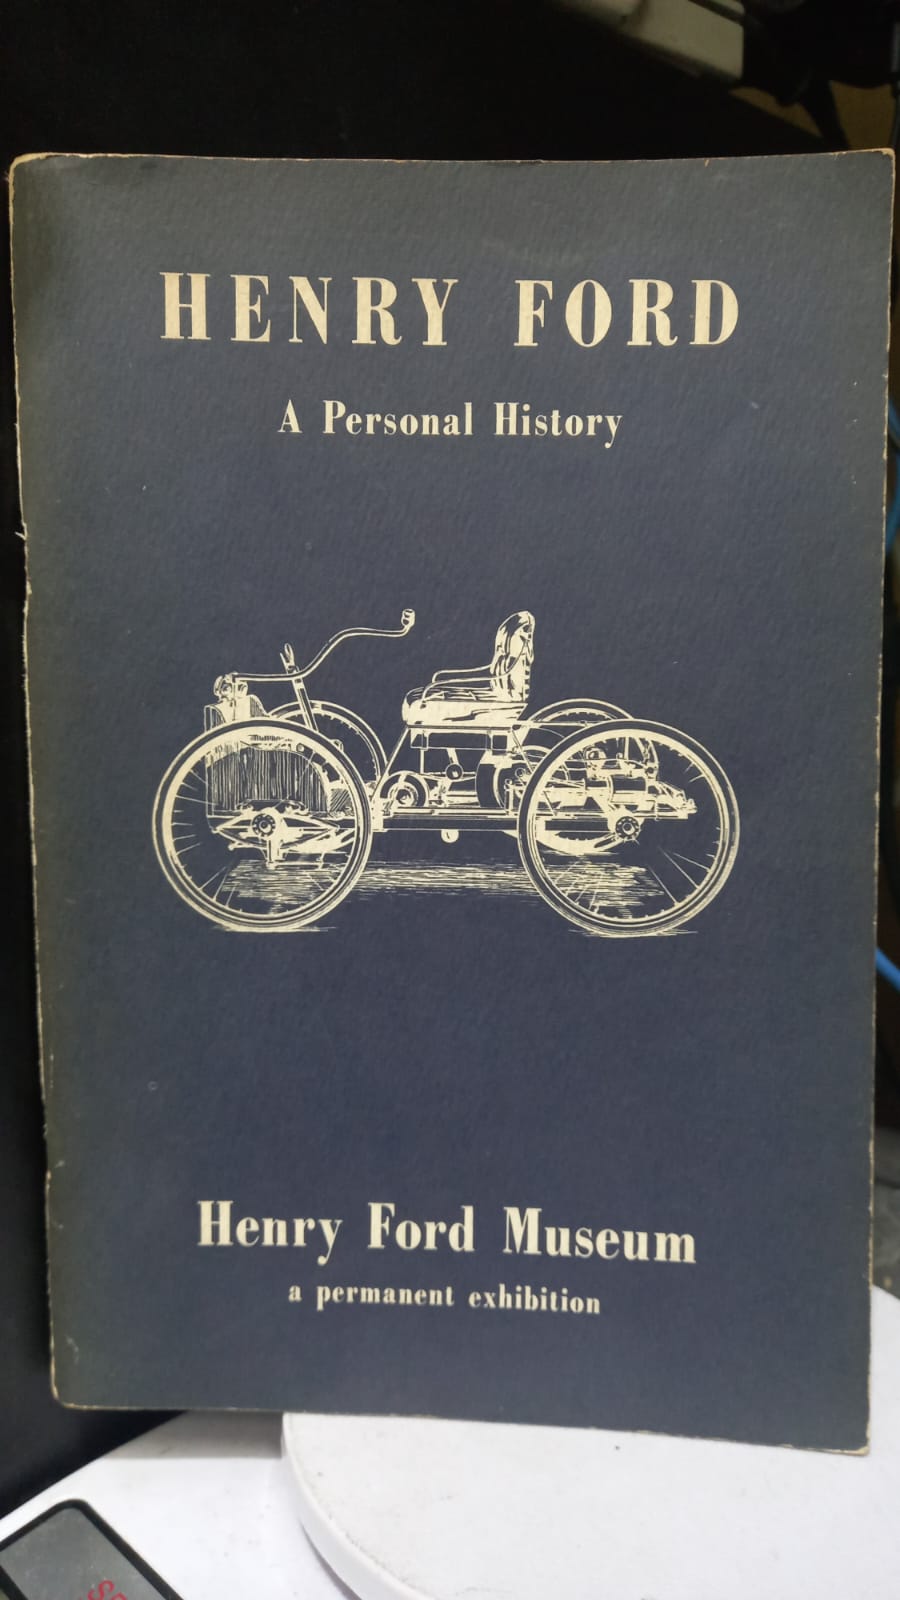 HENRY FORD
A Personal History
Henry Ford Museum
a permanent exhibition